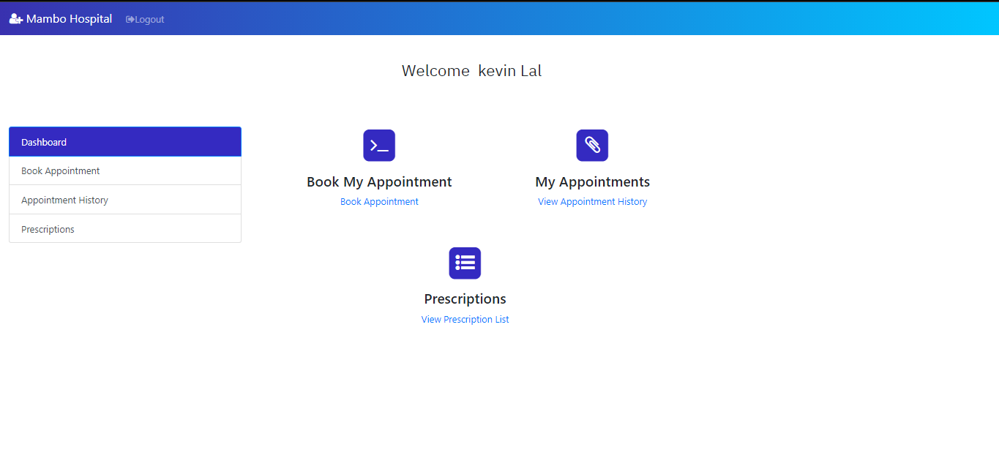 Mambo Hospital Logout
Welcome kevin Lal
Dashboard
Book Appointment
Appointment History
Prescriptions
Book My Appointment
Book Appointment
My Appointments
View Appointment History
Prescriptions
View Prescription List